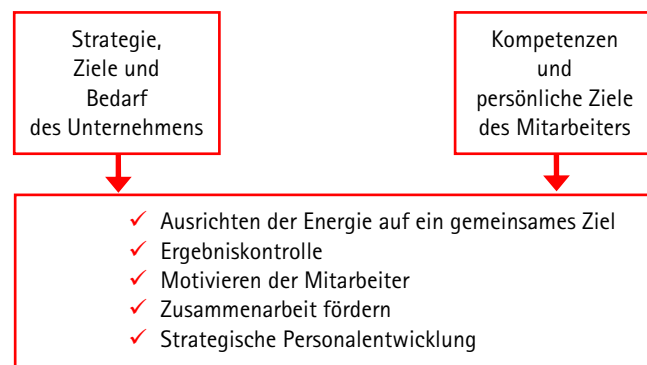 Strategie,
Ziele und
Bedarf
des Unternehmens
Kompetenzen
und
persönliche Ziele
des Mitarbeiters
✓ Ausrichten der Energie auf ein gemeinsames Ziel
✓ Ergebniskontrolle
✓ Motivieren der Mitarbeiter
✓ Zusammenarbeit fördern
✓ Strategische Personalentwicklung